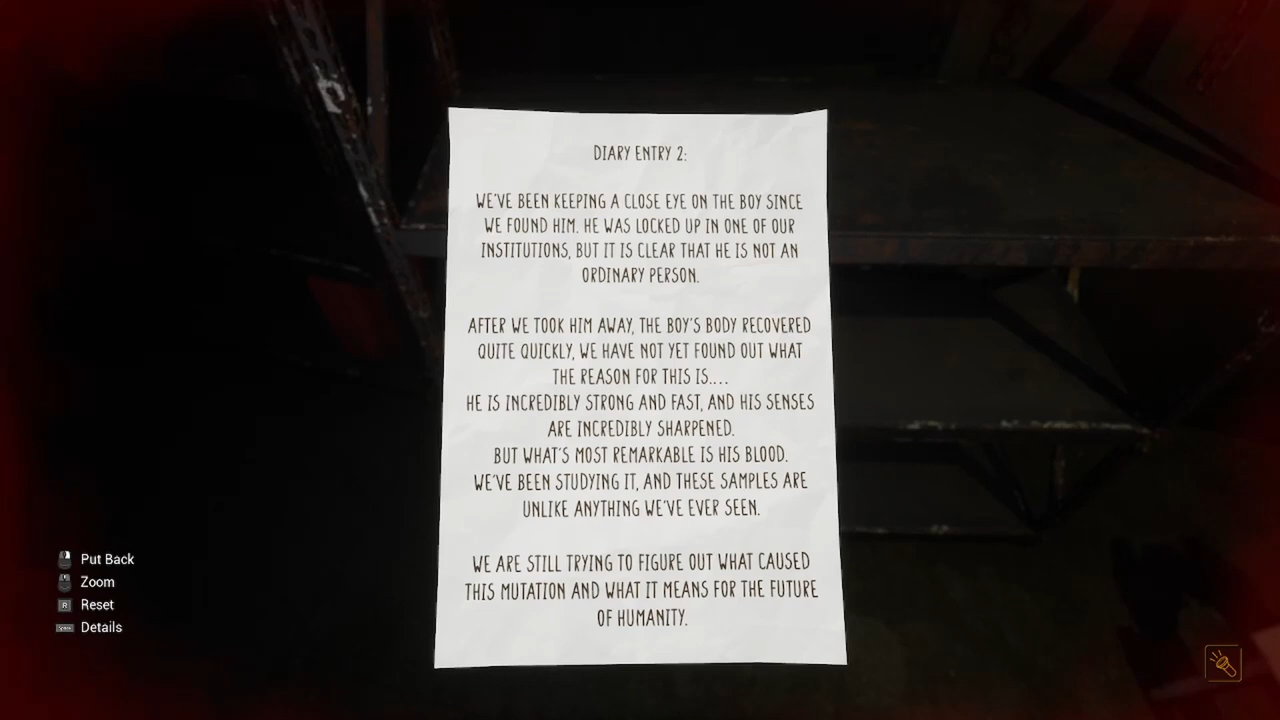 DIARY ENTRY 2:
WE'VE BEEN KEEPING A CLOSE EYE ON THE BOY SINCE
WE FOUND HIM. HE WAS LOCKED UP IN ONE OF OUR
INSTITUTIONS, BUT IT IS CLEAR THAT HE IS NOT AN
ORDINARY PERSON.
AFTER WE TOOK HIM AWAY, THE BOY'S BODY RECOVERED
QUITE QUICKLY, WE HAVE NOT YET FOUND OUT WHAT
THE REASON FOR THIS IS....
HE IS INCREDIBLY STRONG AND FAST, AND HIS SENSES
ARE INCREDIBLY SHARPENED.
BUT WHAT'S MOST REMARKABLE IS HIS BLOOD.
WE'VE BEEN STUDYING IT, AND THESE SAMPLES ARE
UNLIKE ANYTHING WE'VE EVER SEEN.
WE ARE STILL TRYING TO FIGURE OUT WHAT CAUSED
THIS MUTATION AND WHAT IT MEANS FOR THE FUTURE
OF HUMANITY.
Put Back
Zoom
R Reset
Space Details